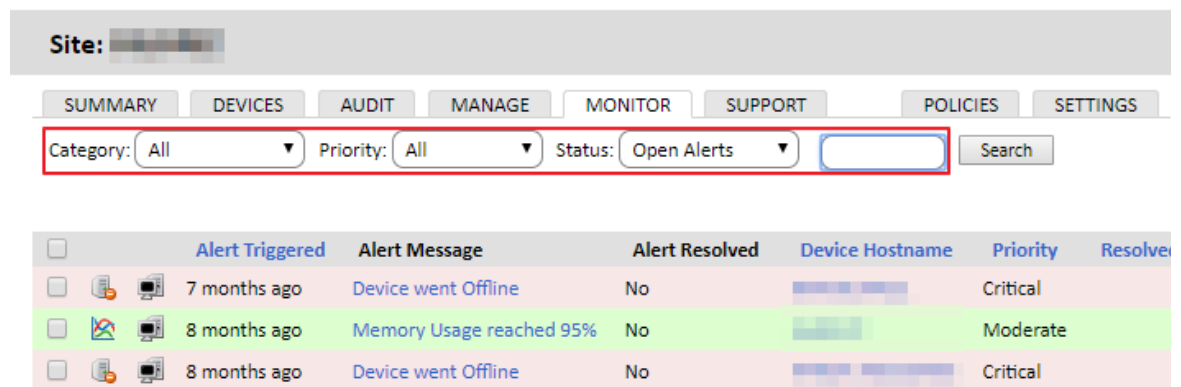 Site:
SUMMARY DEVICES AUDIT MANAGE MONITOR SUPPORT POLICIES SETTINGS
Category: All Priority: All Status: Open Alerts Search
Alert Triggered Alert Message Alert Resolved Device Hostname Priority Resolved
7 months ago Device went Offline No Critical
8 months ago Memory Usage reached 95% No Moderate
8 months ago Device went Offline No Critical